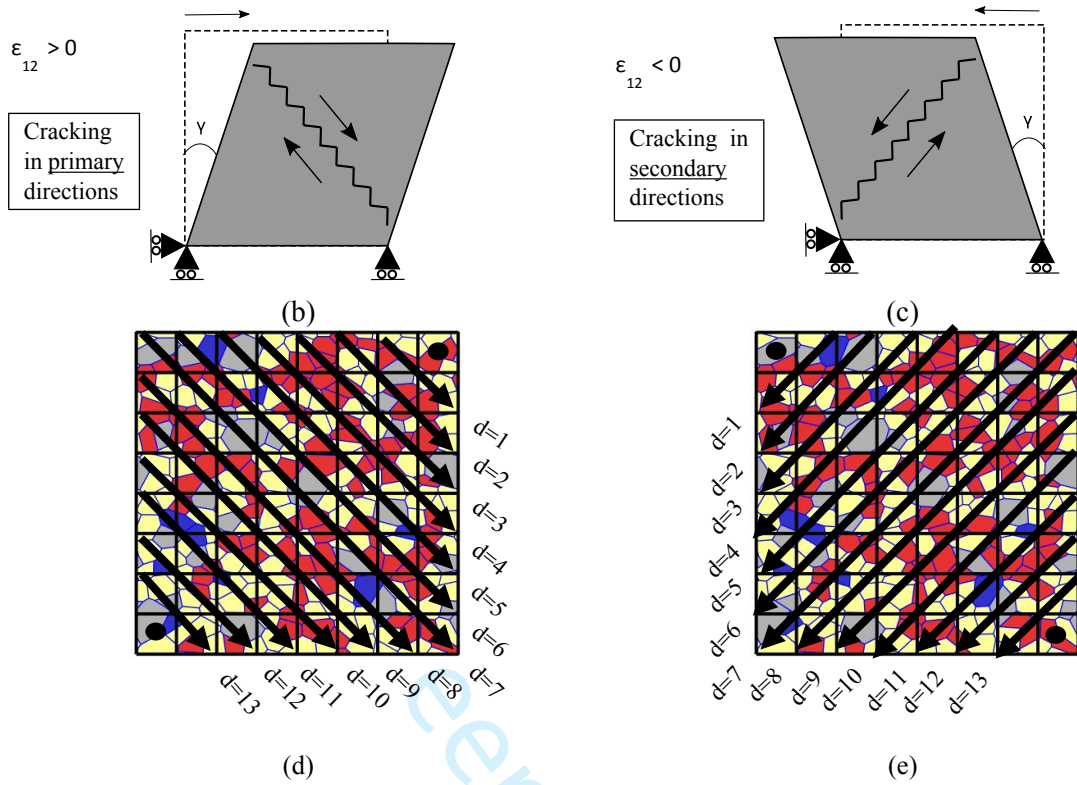 ε12 > 0
Cracking
in primary
directions
γ
ε12 < 0
Cracking in
secondary
directions
γ
(b)
(c)
d=1
d=2
d=3
d=4
d=5
d=6
d=7
d=8
d=9
d=10
d=11
d=12
d=13
d=1
d=2
d=3
d=4
d=5
d=6
d=7
d=8
d=9
d=10
d=11
d=12
d=13
(d)
(e)